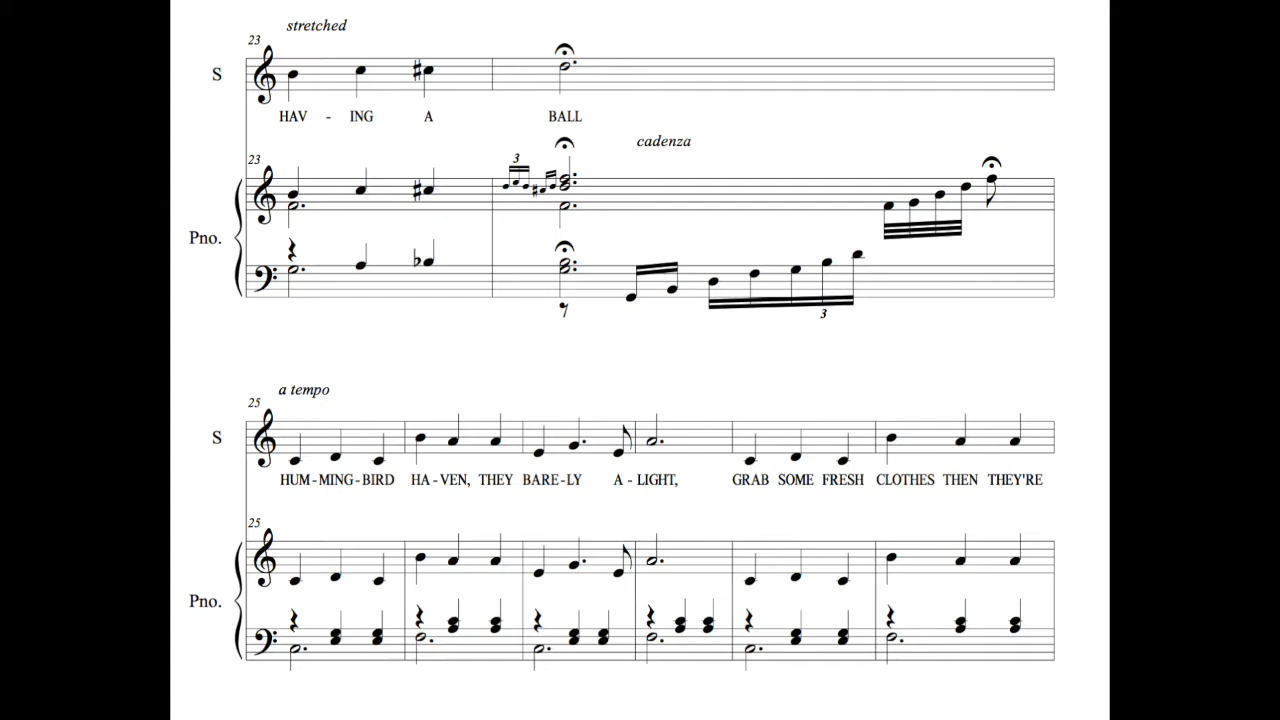 stretched
23
S
HAV - ING A BALL
cadenza
23
3
Pno.
3
a tempo
25
S
HUM-MING-BIRD HA-VEN, THEY BARE-LY A-LIGHT, GRAB SOME FRESH CLOTHES THEN THEY'RE
25
Pno.